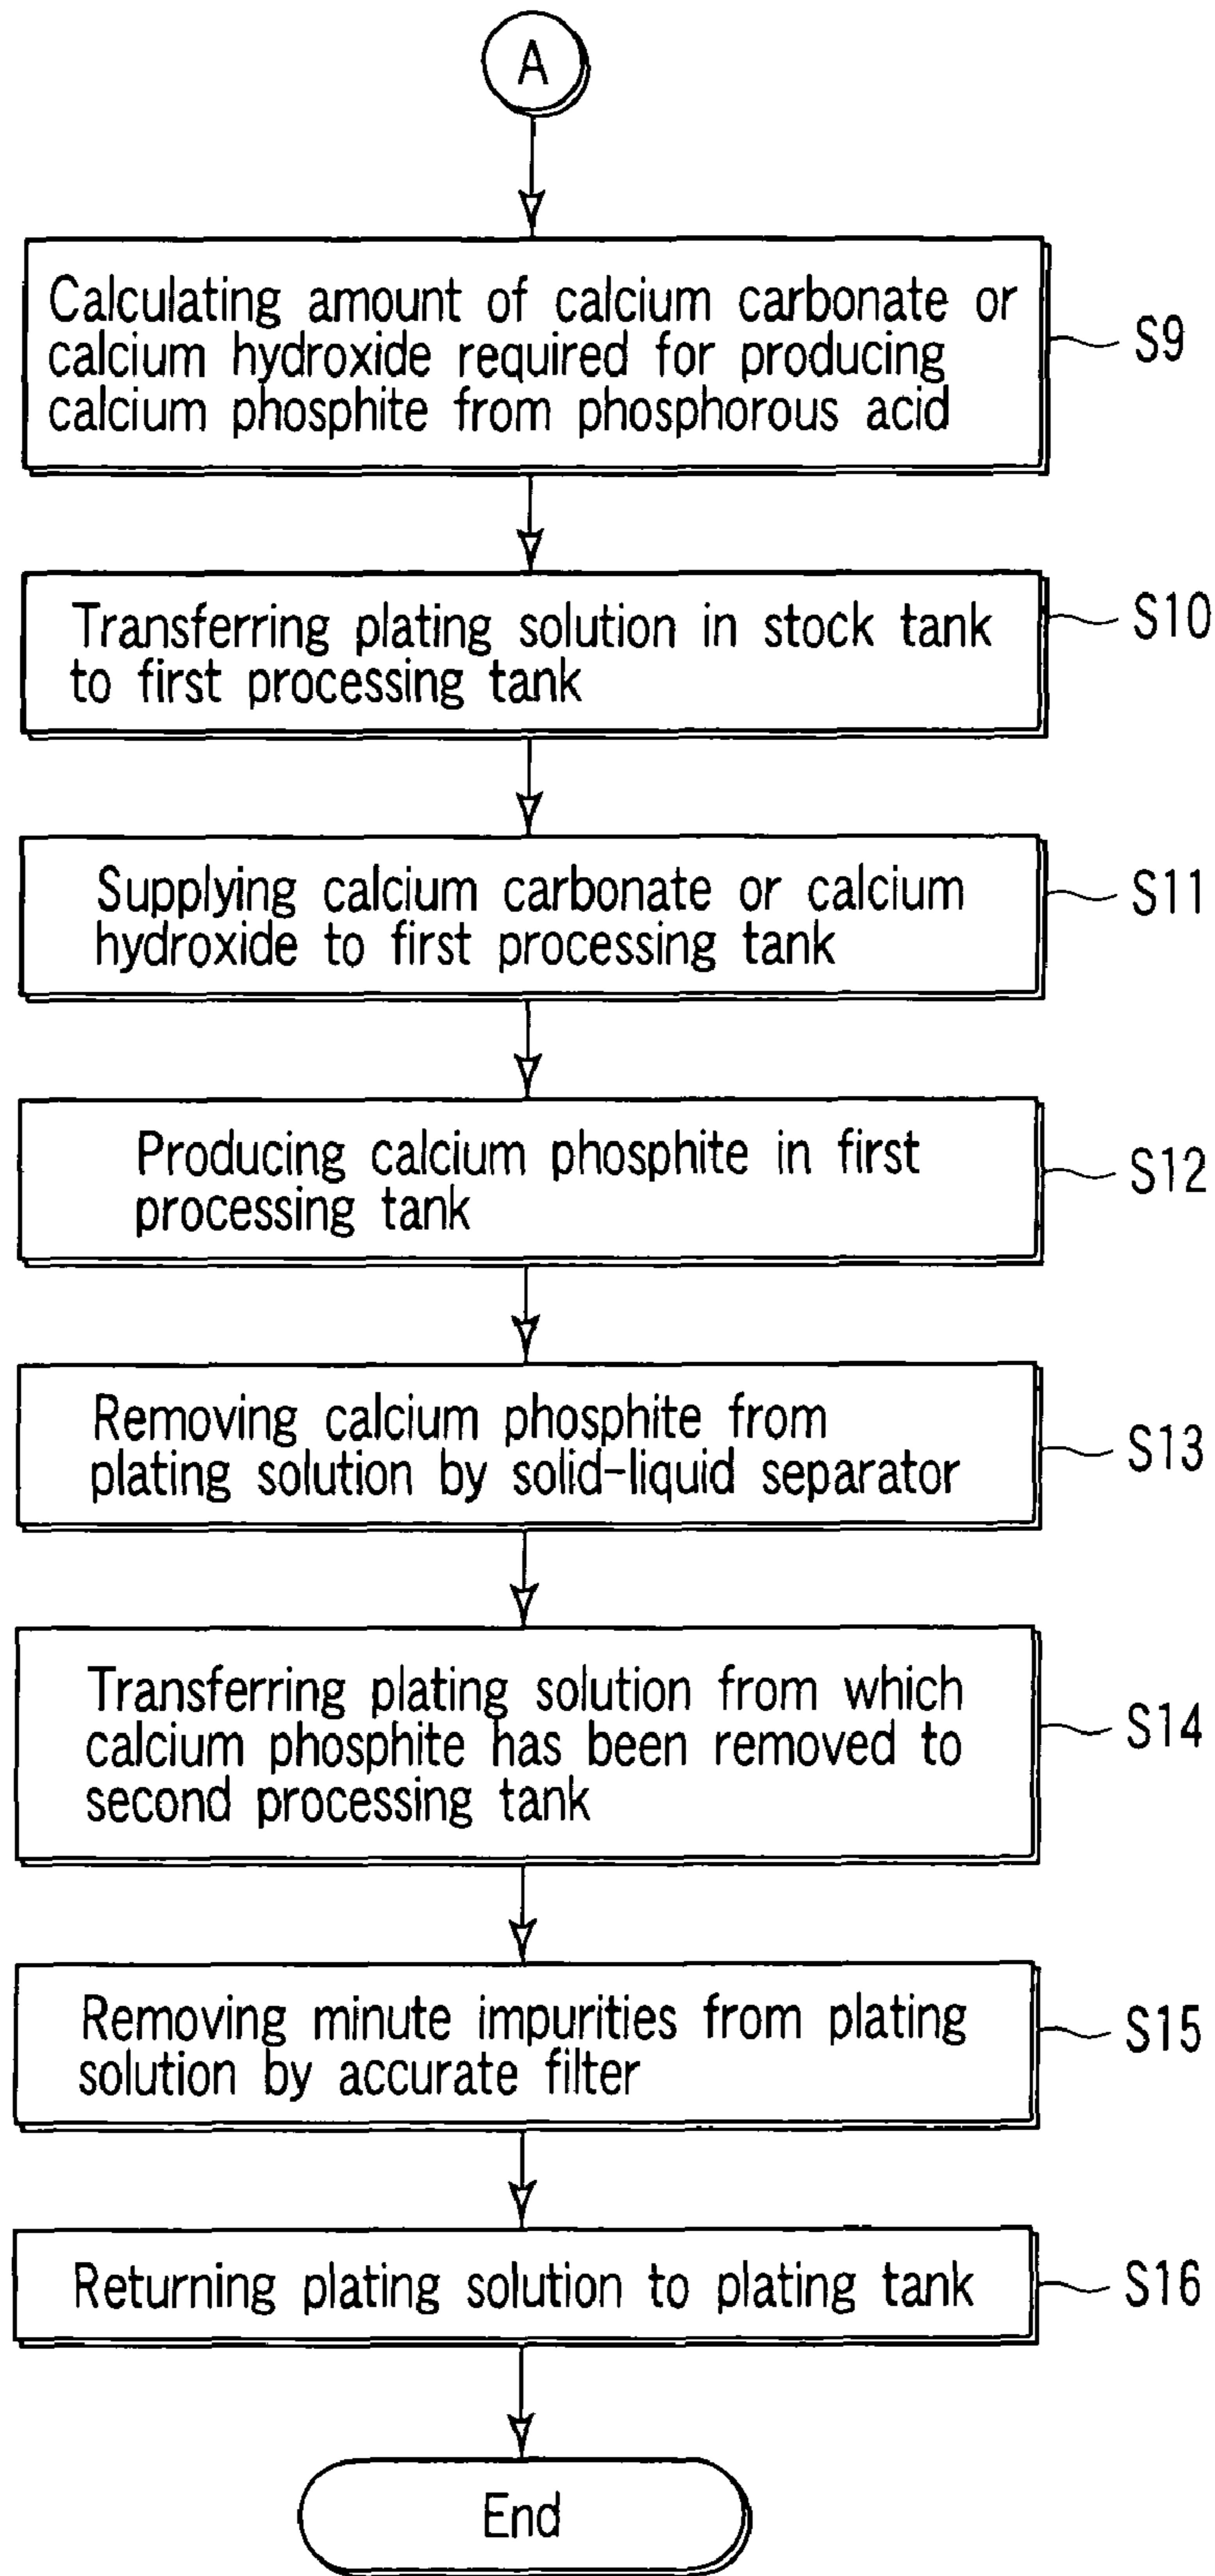 A
Calculating amount of calcium carbonate or
calcium hydroxide required for producing
calcium phosphite from phosphorous acid
S9
Transferring plating solution in stock tank
to first processing tank
S10
Supplying calcium carbonate or calcium
hydroxide to first processing tank
S11
Producing calcium phosphite in first
processing tank
S12
Removing calcium phosphite from
plating solution by solid-liquid separator
S13
Transferring plating solution from which
calcium phosphite has been removed to
second processing tank
S14
Removing minute impurities from plating
solution by accurate filter
S15
Returning plating solution to plating tank
S16
End